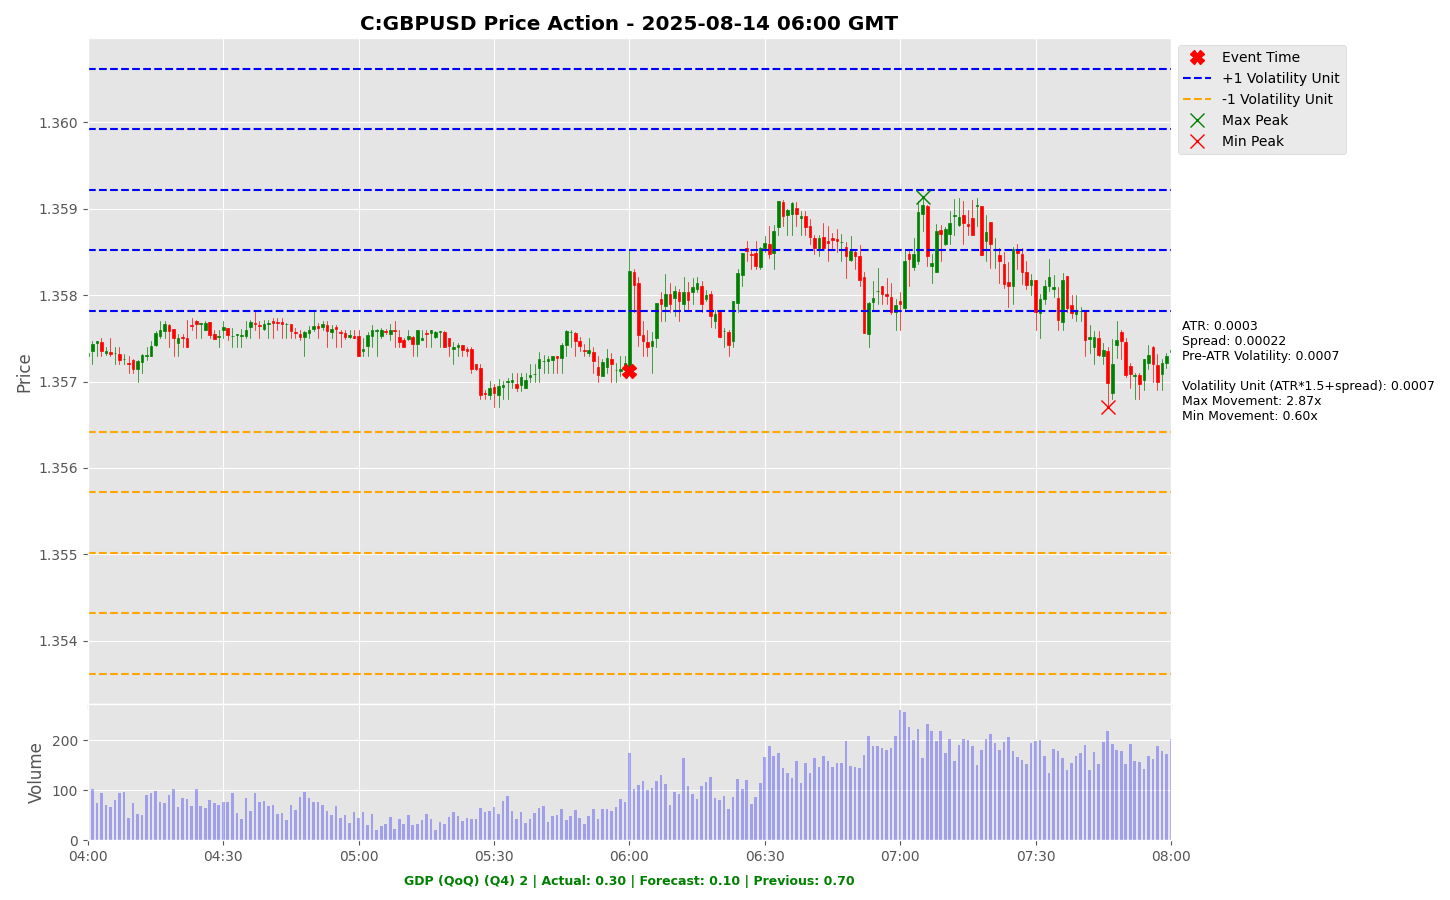 C:GBPUSD Price Action - 2025-08-14 06:00 GMT
Event Time
+1 Volatility Unit
-1 Volatility Unit
Max Peak
Min Peak
Price
1.360
1.359
1.358
1.357
1.356
1.355
1.354
ATR: 0.0003
Spread: 0.00022
Pre-ATR Volatility: 0.0007
Volatility Unit (ATR*1.5+spread): 0.0007
Max Movement: 2.87x
Min Movement: 0.60x
Volume
200
100
0
04:00 04:30 05:00 05:30 06:00 06:30 07:00 07:30 08:00
GDP (QoQ) (Q4) 2 | Actual: 0.30 | Forecast: 0.10 | Previous: 0.70